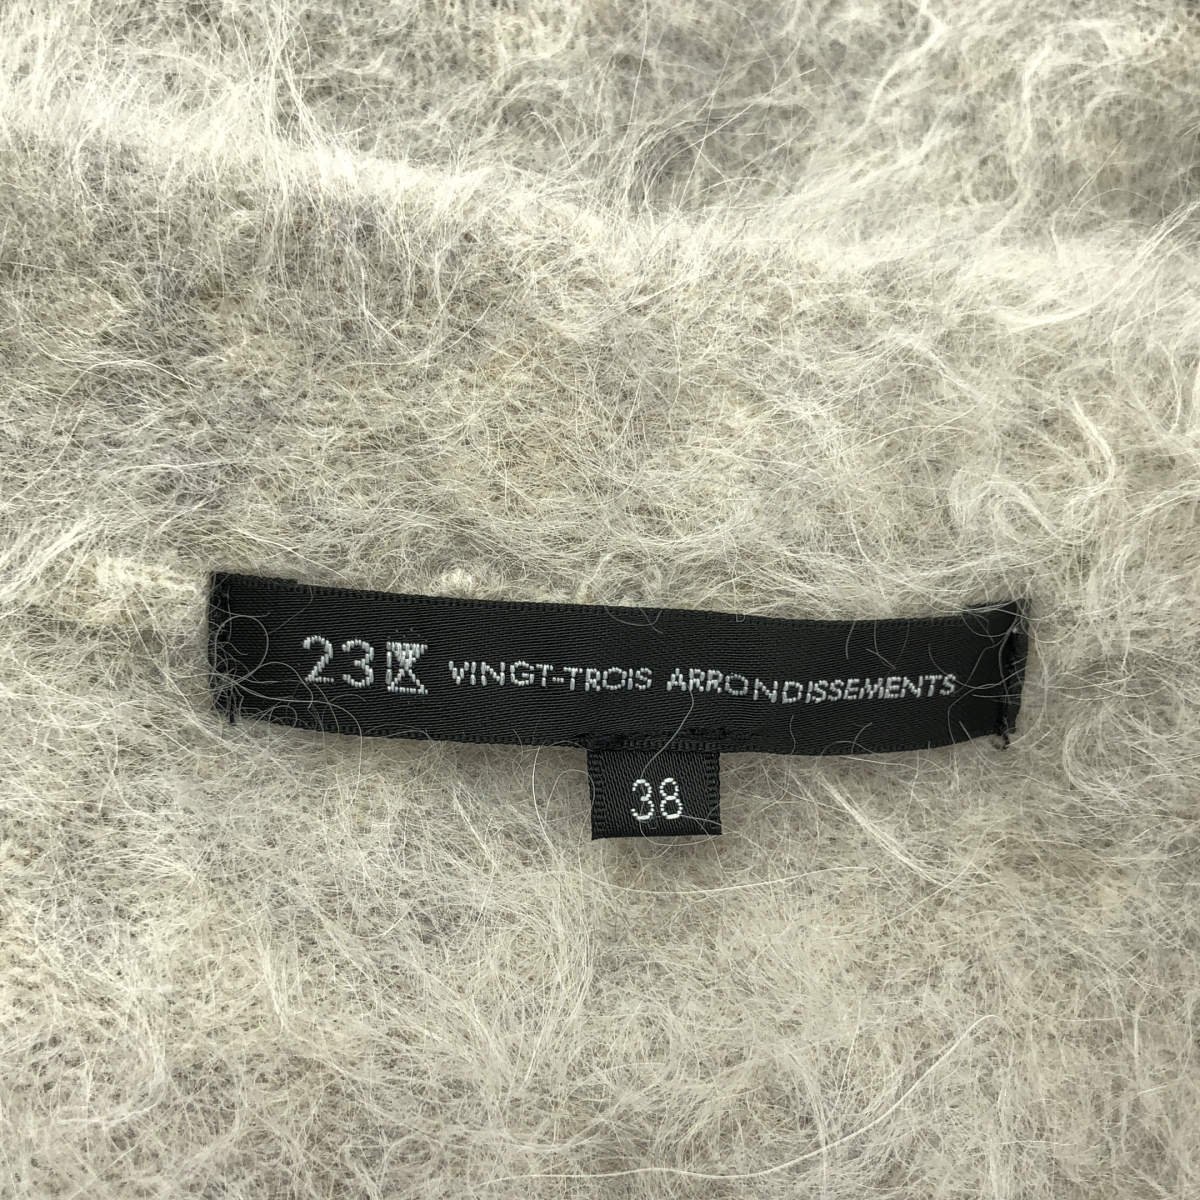 23区 VINGT-TROIS ARRONDISSEMENTS
38